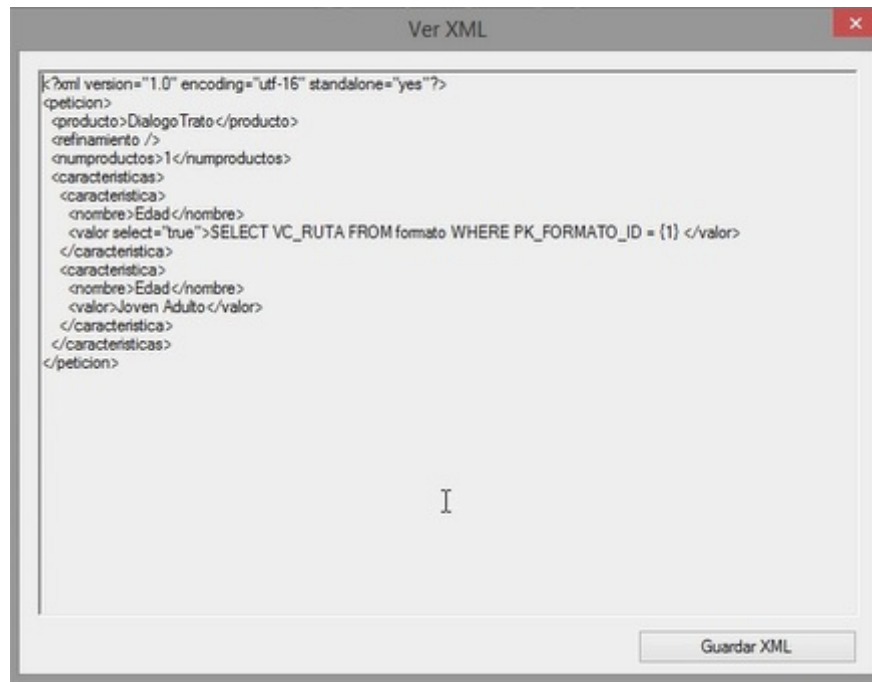 Ver XML
<?xml version="1.0" encoding="utf-16" standalone="yes"?>
<peticion>
<producto>DialogoTrato</producto>
<refinamiento />
<numproductos>1</numproductos>
<caracteristicas>
<caracteristica>
<nombre>Edad</nombre>
<valor select="true">SELECT VC_RUTA FROM formato WHERE PK_FORMATO_ID = {1} </valor>
</caracteristica>
<caracteristica>
<nombre>Edad</nombre>
<valor>Joven Adulto</valor>
</caracteristica>
</caracteristicas>
</peticion>
Guardar XML